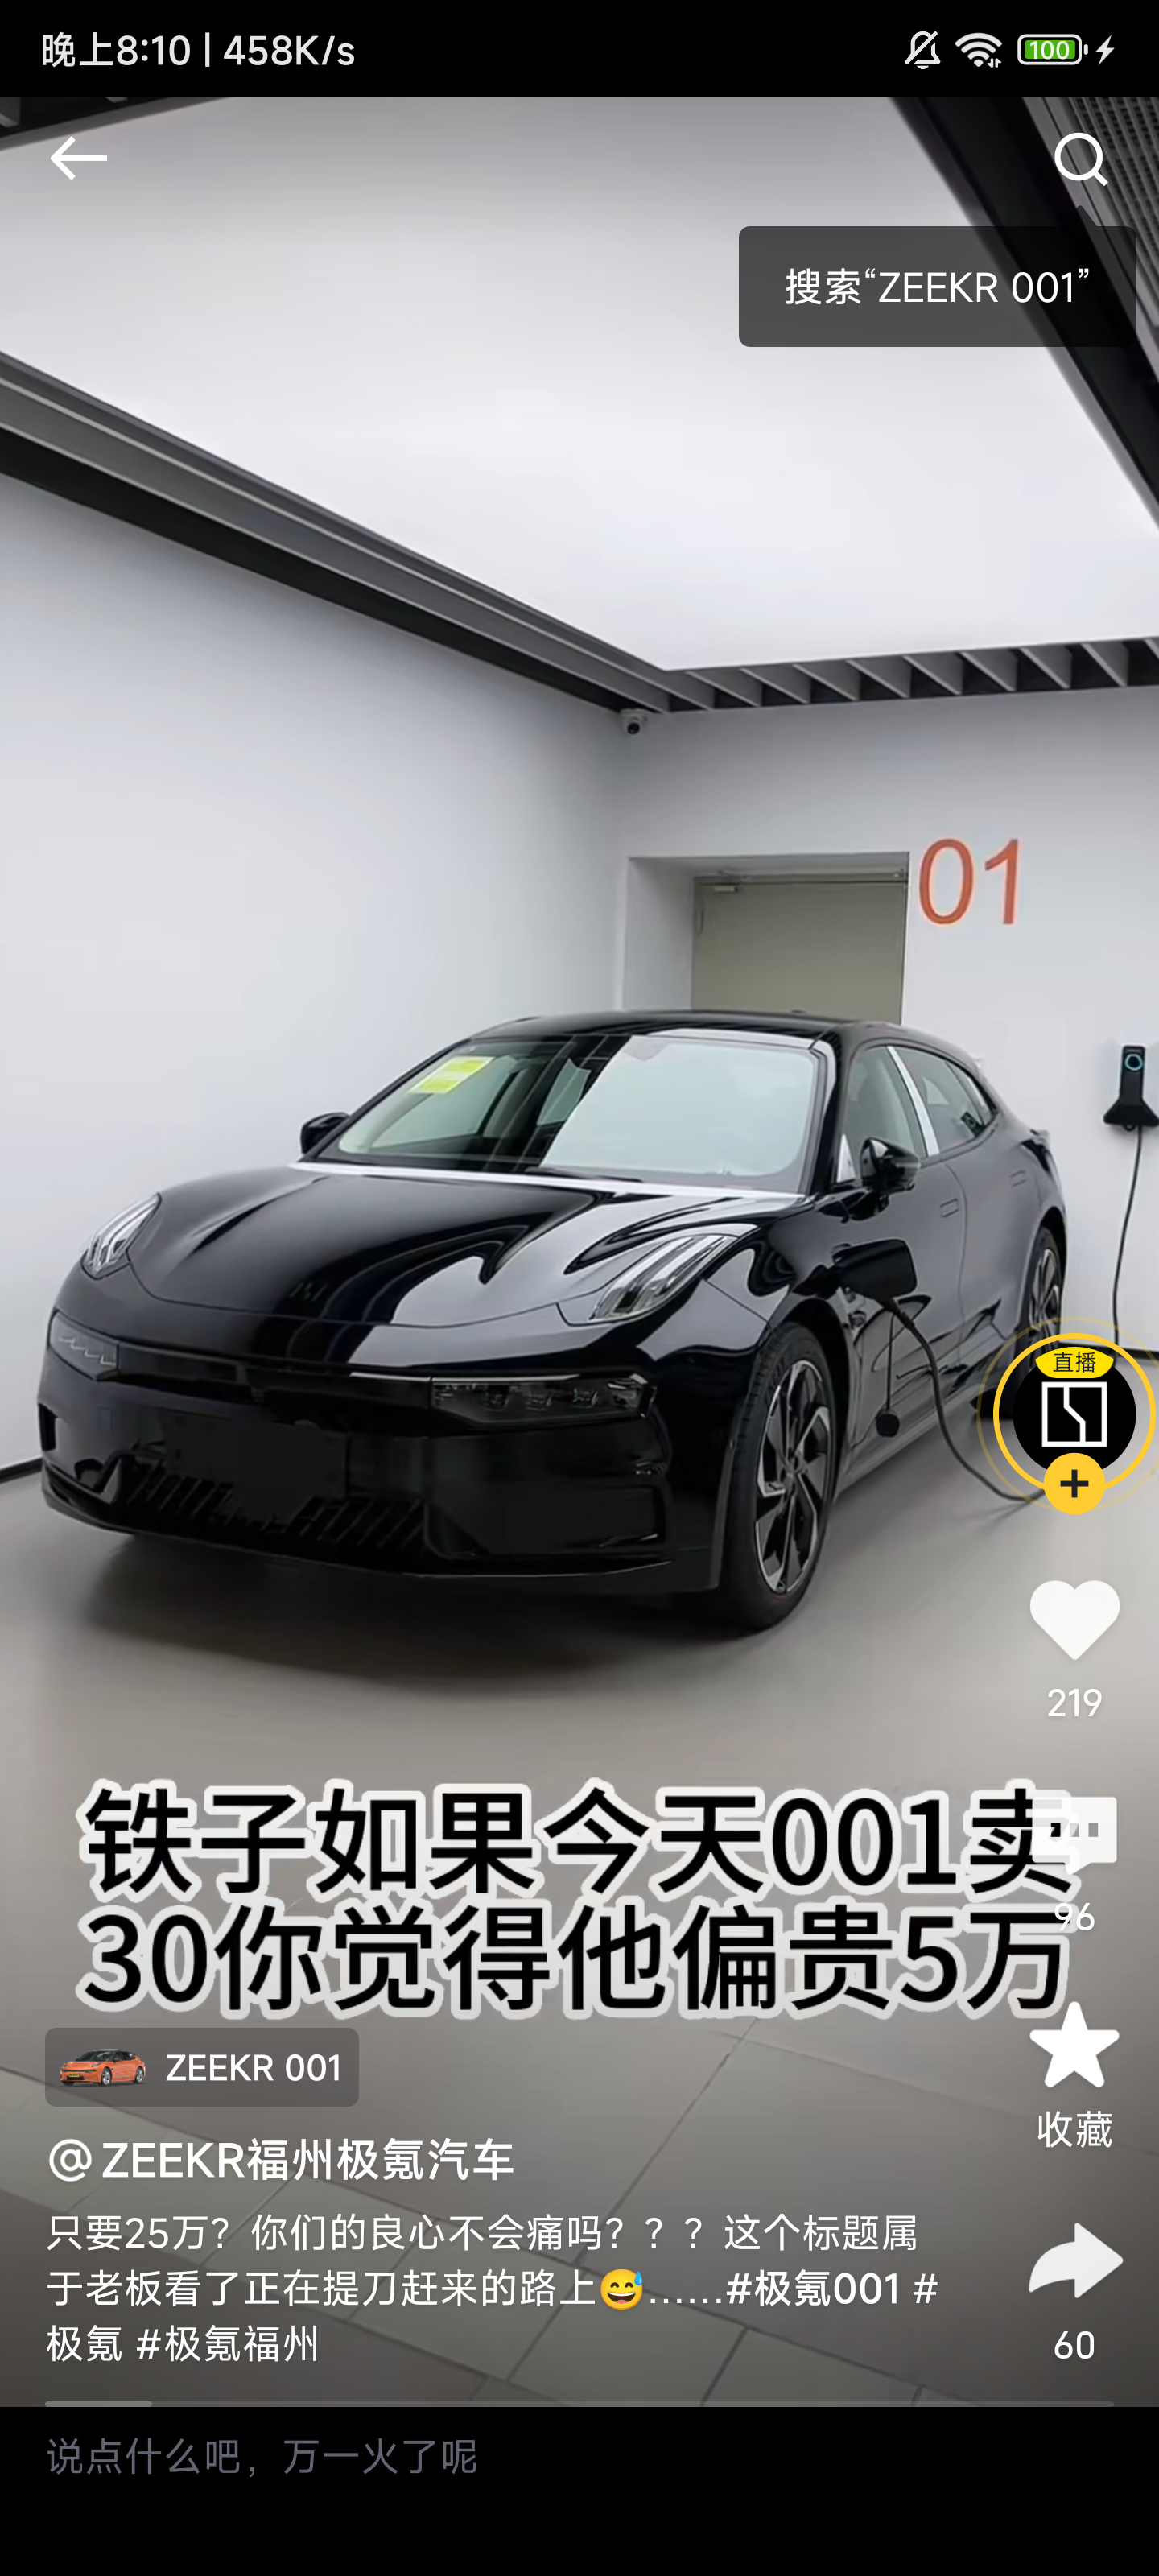 晚上8:10 | 458K/s
100
搜索“ZEEKR 001”
01
直播
219
铁子如果今天001卖
96
30你觉得他偏贵5万
ZEEKR 001
收藏
@ZEEKR福州极氪汽车
只要25万？你们的良心不会痛吗？？？这个标题属
于老板看了正在提刀赶来的路上😅……#极氪001 #
极氪 #极氪福州
60
说点什么吧，万一火了呢